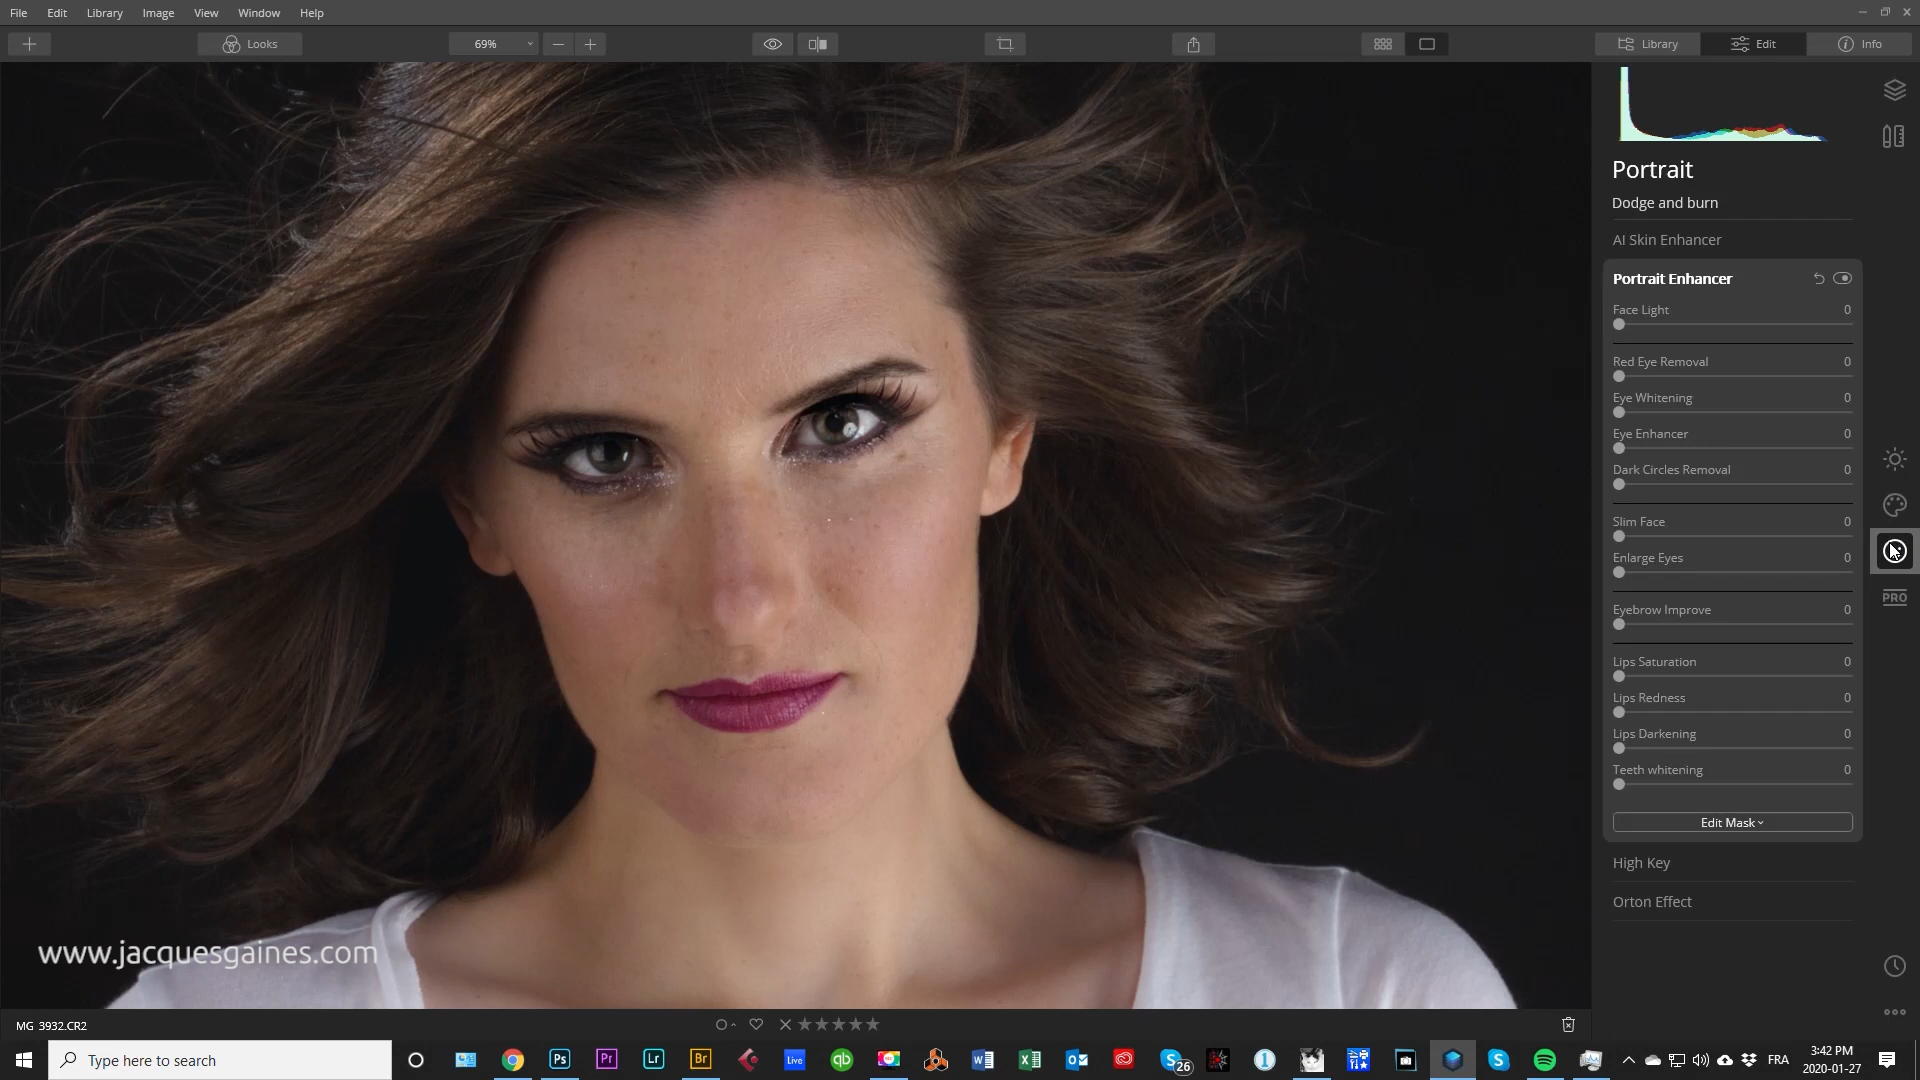 File Edit Library Image View Window Help
Looks 69% Library Edit Info
Portrait
Dodge and burn
AI Skin Enhancer
Portrait Enhancer
Face Light 0
Red Eye Removal 0
Eye Whitening 0
Eye Enhancer 0
Dark Circles Removal 0
Slim Face 0
Enlarge Eyes 0
Eyebrow Improve 0
PRO
Lips Saturation 0
Lips Redness 0
Lips Darkening 0
Teeth whitening 0
Edit Mask
High Key
Orton Effect
www.jacquesgaines.com
MG 3932.CR2
Type here to search
Ps Pr Lr Br Live qb 26 FRA
3:42 PM
2020-01-27